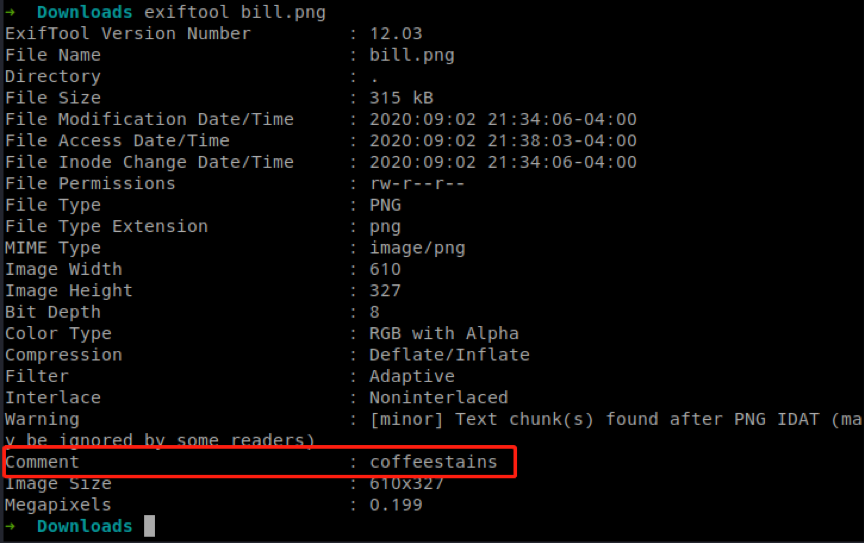 → Downloads exiftool bill.png
ExifTool Version Number : 12.03
File Name : bill.png
Directory : .
File Size : 315 kB
File Modification Date/Time : 2020:09:02 21:34:06-04:00
File Access Date/Time : 2020:09:02 21:38:03-04:00
File Inode Change Date/Time : 2020:09:02 21:34:06-04:00
File Permissions : rw-r--r--
File Type : PNG
File Type Extension : png
MIME Type : image/png
Image Width : 610
Image Height : 327
Bit Depth : 8
Color Type : RGB with Alpha
Compression : Deflate/Inflate
Filter : Adaptive
Interlace : Noninterlaced
Warning : [minor] Text chunk(s) found after PNG IDAT (ma
y be ignored by some readers)
Comment : coffeestains
Image Size : 610x327
Megapixels : 0.199
→ Downloads